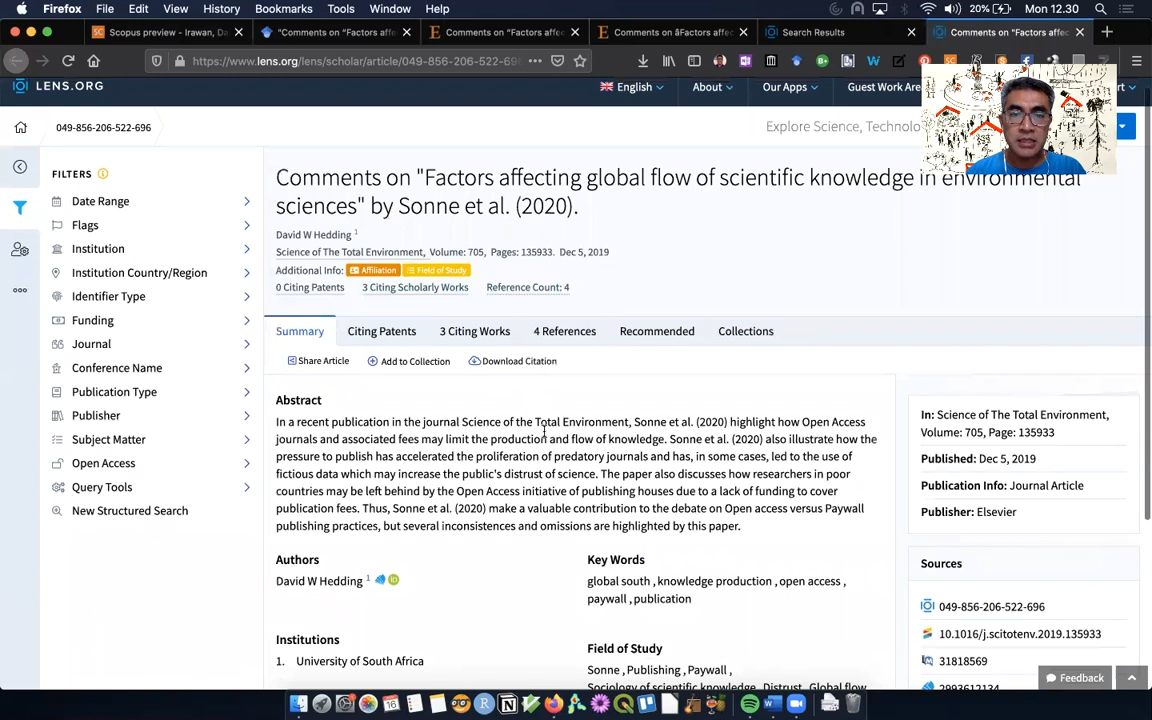 Firefox File Edit View History Bookmarks Tools Window Help 20% Mon 12.30
Scopus preview - Irawan, Das
"Comments on "Factors affec
Comments on "Factors affec
Comments on âFactors affec
Search Results
Comments on "Factors affec
https://www.lens.org/lens/scholar/article/049-856-206-522-69
LENS.ORG
English
About
Our Apps
Guest Work Area
049-856-206-522-696
Explore Science, Technolo
FILTERS
Date Range
Flags
Institution
Institution Country/Region
Identifier Type
Funding
Journal
Conference Name
Publication Type
Publisher
Subject Matter
Open Access
Query Tools
New Structured Search
Comments on "Factors affecting global flow of scientific knowledge in environmental
sciences" by Sonne et al. (2020).
David W Hedding 1
Science of The Total Environment, Volume: 705, Pages: 135933. Dec 5, 2019
Additional Info: Affiliation Field of Study
0 Citing Patents 3 Citing Scholarly Works Reference Count: 4
Summary Citing Patents 3 Citing Works 4 References Recommended Collections
Share Article Add to Collection Download Citation
Abstract
In a recent publication in the journal Science of the Total Environment, Sonne et al. (2020) highlight how Open Access
journals and associated fees may limit the production and flow of knowledge. Sonne et al. (2020) also illustrate how the
pressure to publish has accelerated the proliferation of predatory journals and has, in some cases, led to the use of
fictious data which may increase the public's distrust of science. The paper also discusses how researchers in poor
countries may be left behind by the Open Access initiative of publishing houses due to a lack of funding to cover
publication fees. Thus, Sonne et al. (2020) make a valuable contribution to the debate on Open access versus Paywall
publishing practices, but several inconsistences and omissions are highlighted by this paper.
Authors
David W Hedding 1
Institutions
1. University of South Africa
Key Words
global south , knowledge production , open access ,
paywall , publication
Field of Study
Sonne , Publishing , Paywall ,
Sociology of scientific knowledge , Distrust , Global flow
In: Science of The Total Environment,
Volume: 705, Page: 135933
Published: Dec 5, 2019
Publication Info: Journal Article
Publisher: Elsevier
Sources
049-856-206-522-696
10.1016/j.scitotenv.2019.135933
31818569
2993612134
Feedback